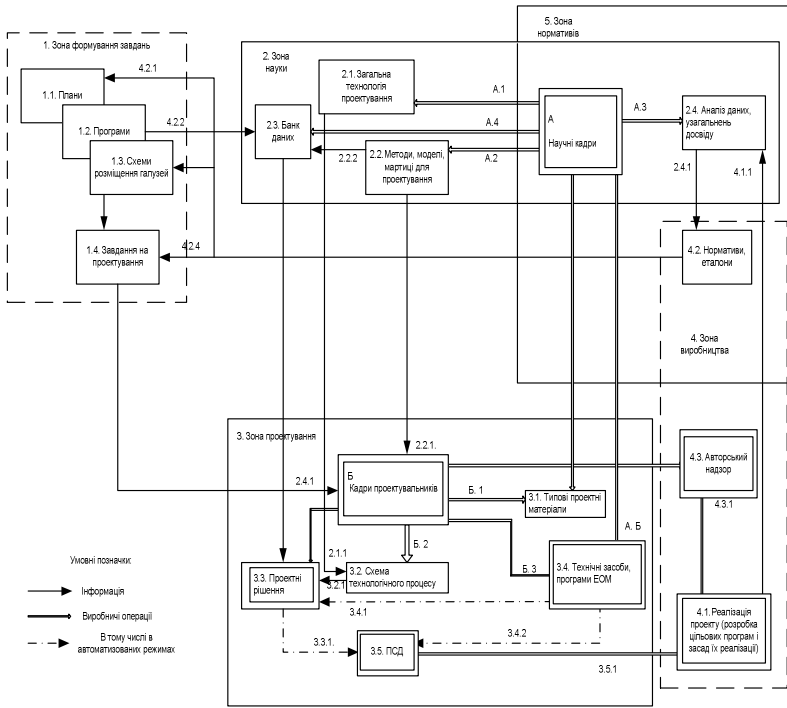 5. Зона
нормативів
1. Зона формування завдань
2. Зона
науки
4.2.1
1.1. Плани
1.2. Програми
1.3. Схеми
розміщення галузей
4.2.2
1.4. Завдання на
проектування
4.2.4
2.1. Загальна
технологія
проектування
2.3. Банк
даних
2.2.2
2.2. Методи, моделі,
мартиці для
проектування
А.1
А.4
А.2
А
Научні кадри
А.3
2.4. Аналіз даних,
узагальнень
досвіду
2.4.1
4.1.1
4.2. Нормативи,
еталони
4. Зона
виробництва
3. Зона проектування
2.2.1.
2.4.1
Б
Кадри проектувальників
Б. 1
3.1. Типові проектні
матеріали
4.3. Авторський
нагзор
4.3.1
А. Б
Б. 2
2.1.1
3.2.1
3.3. Проектні
рішення
3.2. Схема
технологічного процесу
Б. 3
3.4. Технічні засоби,
програми ЕОМ
3.4.1
3.4.2
3.3.1.
3.5. ПСД
3.5.1
4.1. Реалізація
проекту (розробка
цільових програм і
засад їх реалізації)
Умовні позначки:
Інформація
Виробничі операції
В тому числі в
автоматизованих режимах